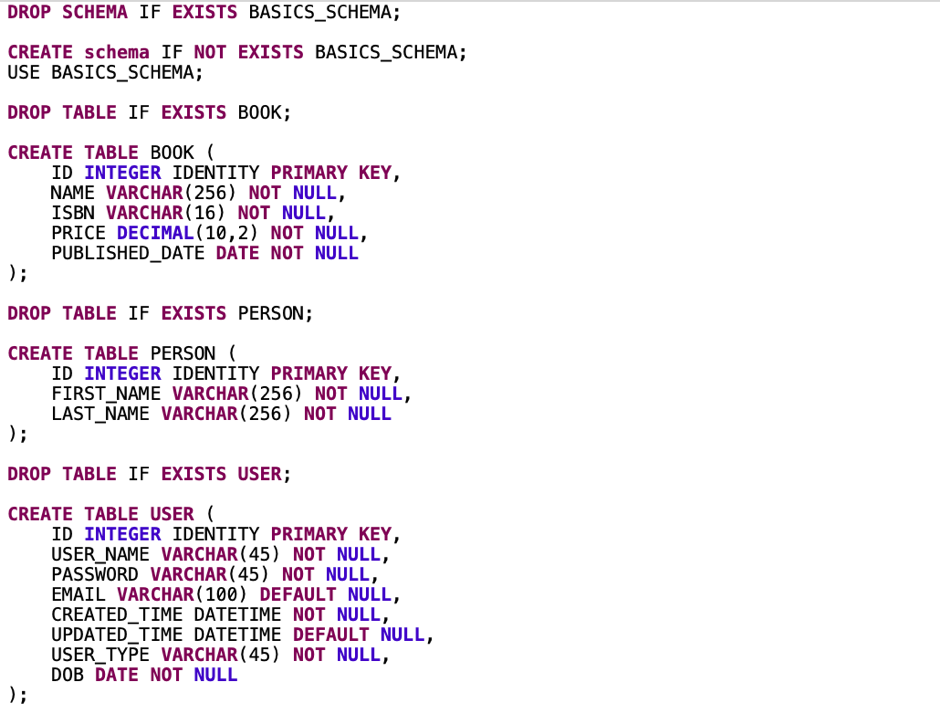 DROP SCHEMA IF EXISTS BASICS_SCHEMA;
CREATE schema IF NOT EXISTS BASICS_SCHEMA;
USE BASICS_SCHEMA;
DROP TABLE IF EXISTS BOOK;
CREATE TABLE BOOK (
ID INTEGER IDENTITY PRIMARY KEY,
NAME VARCHAR(256) NOT NULL,
ISBN VARCHAR(16) NOT NULL,
PRICE DECIMAL(10,2) NOT NULL,
PUBLISHED_DATE DATE NOT NULL
);
DROP TABLE IF EXISTS PERSON;
CREATE TABLE PERSON (
ID INTEGER IDENTITY PRIMARY KEY,
FIRST_NAME VARCHAR(256) NOT NULL,
LAST_NAME VARCHAR(256) NOT NULL
);
DROP TABLE IF EXISTS USER;
CREATE TABLE USER (
ID INTEGER IDENTITY PRIMARY KEY,
USER_NAME VARCHAR(45) NOT NULL,
PASSWORD VARCHAR(45) NOT NULL,
EMAIL VARCHAR(100) DEFAULT NULL,
CREATED_TIME DATETIME NOT NULL,
UPDATED_TIME DATETIME DEFAULT NULL,
USER_TYPE VARCHAR(45) NOT NULL,
DOB DATE NOT NULL
);